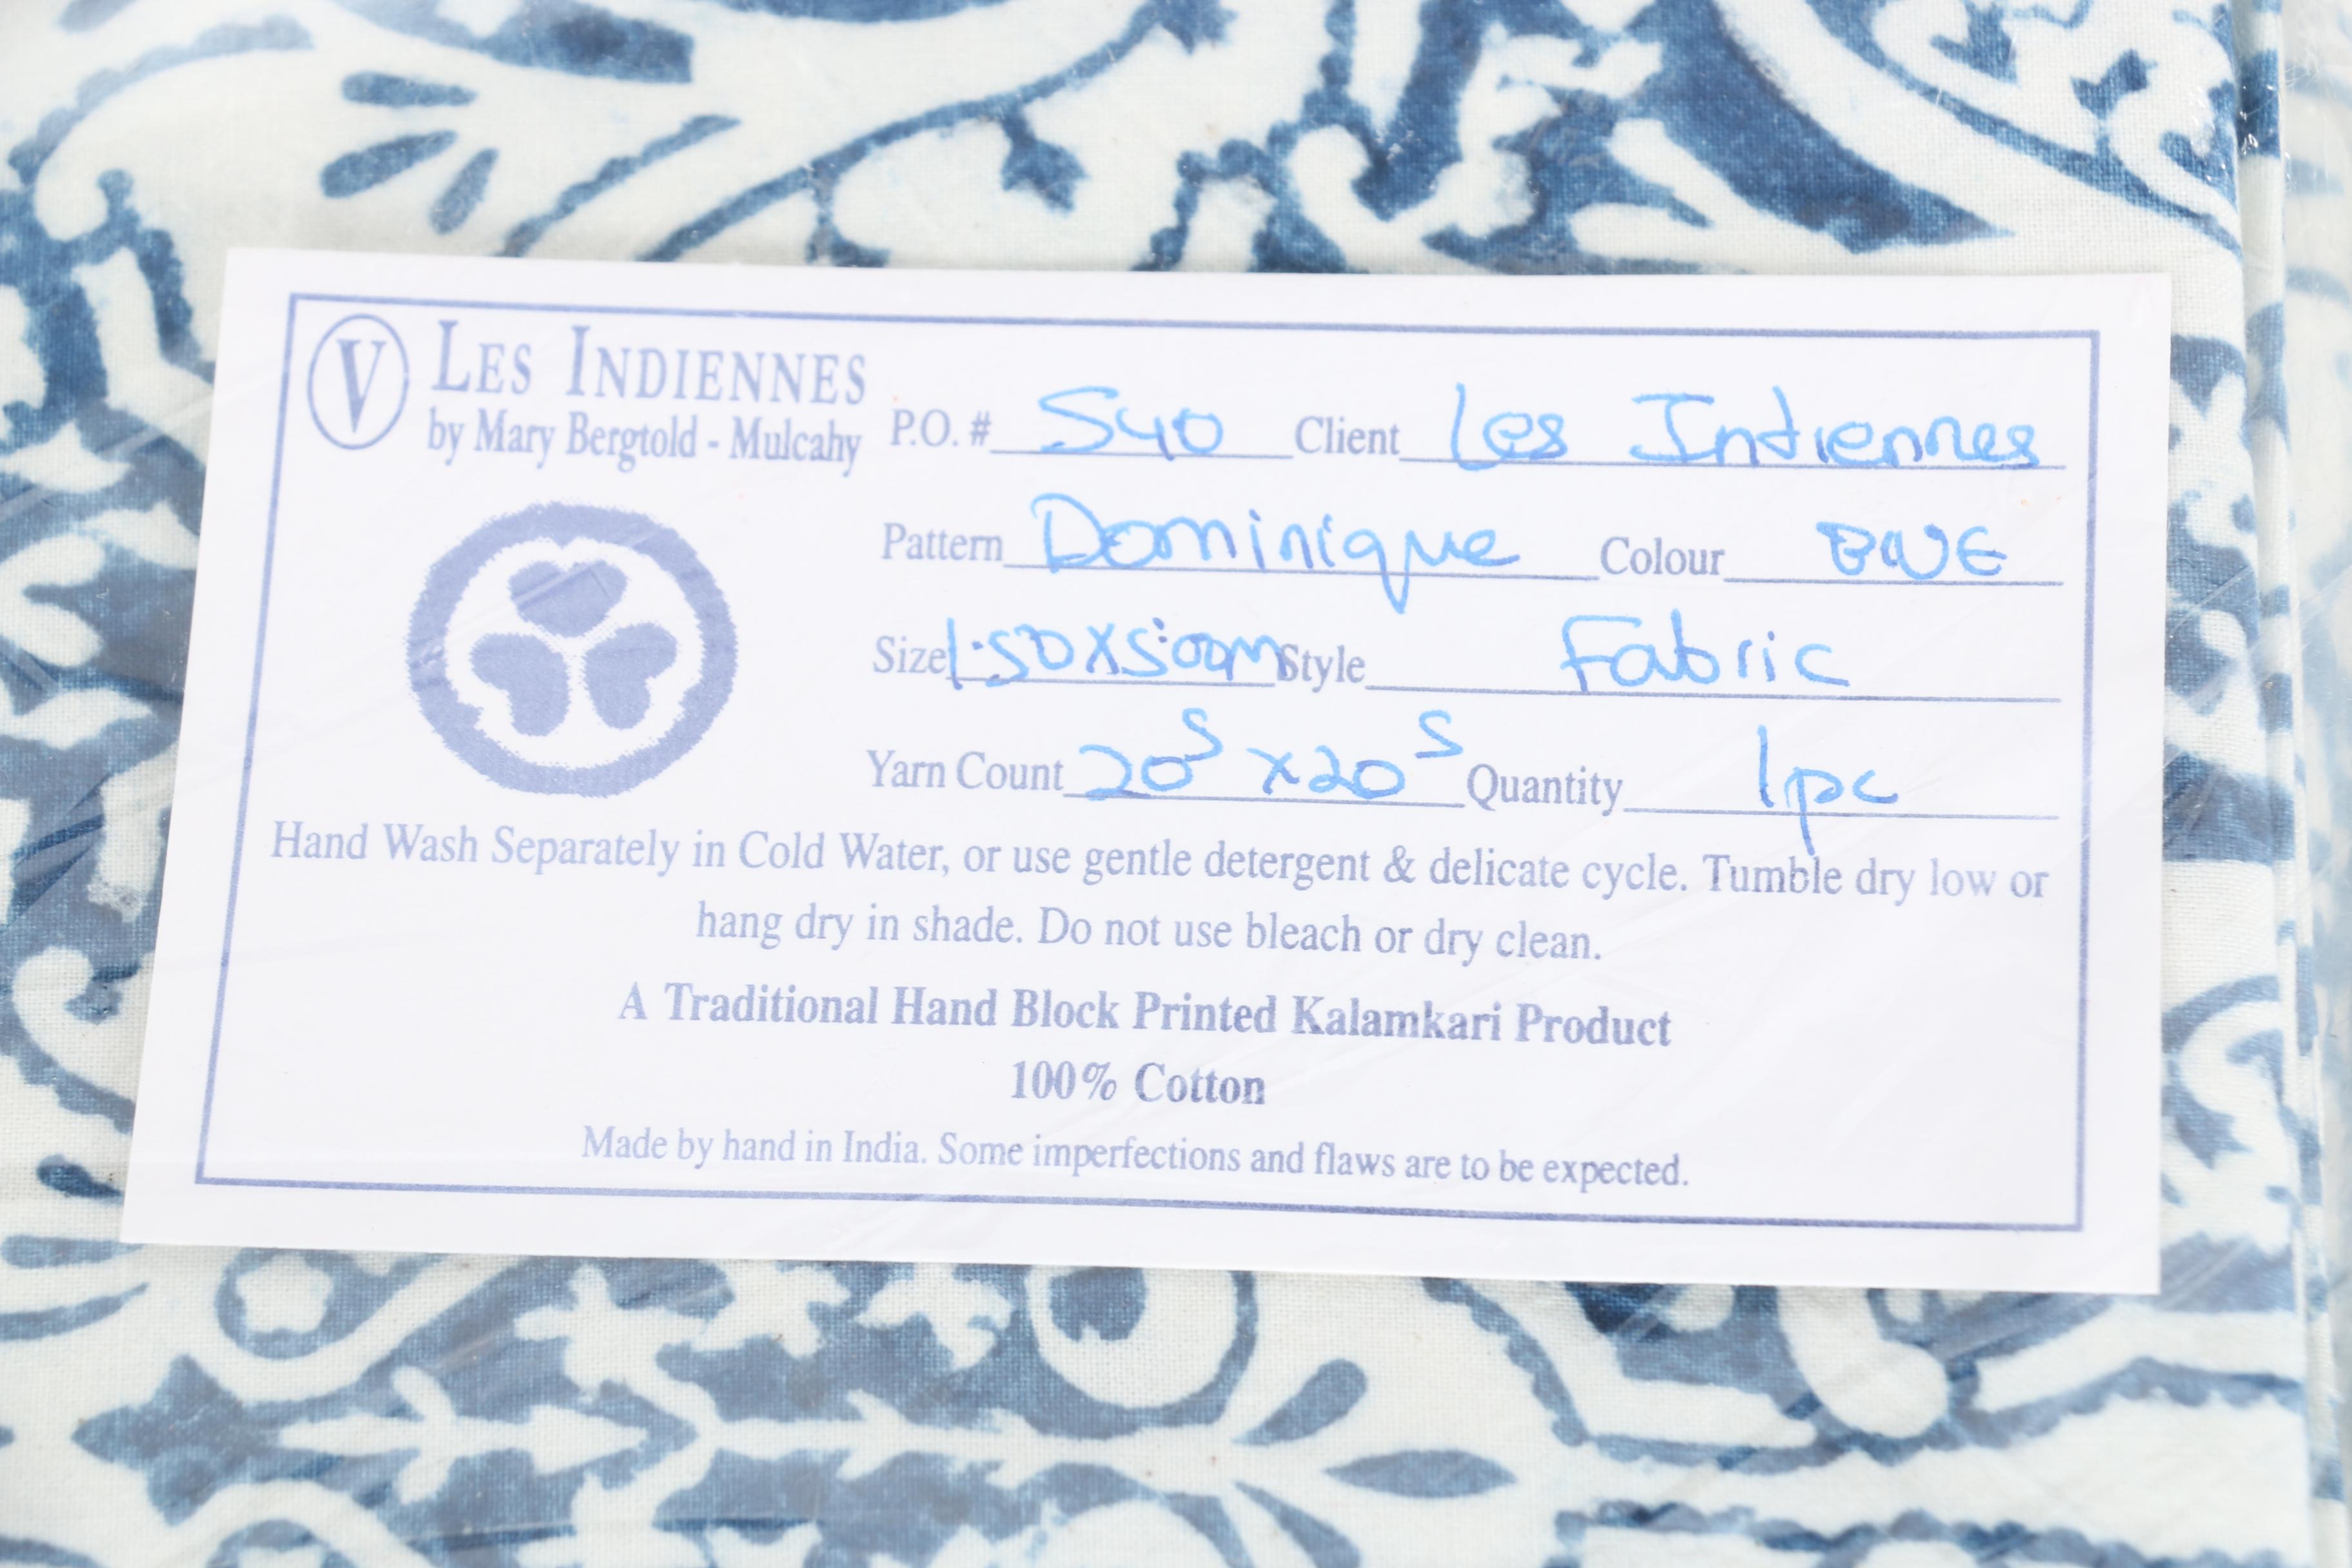 V LES INDIENNES
by Mary Bergtold - Mulcahy
P.O. # 540 Client Les Indiennes
Pattern Dominique Colour BLUE
Size 1.50 X 5.00m Style Fabric
Yarn Count 20s x 20s Quantity 1pc
Hand Wash Separately in Cold Water, or use gentle detergent & delicate cycle. Tumble dry low or
hang dry in shade. Do not use bleach or dry clean.
A Traditional Hand Block Printed Kalamkari Product
100% Cotton
Made by hand in India. Some imperfections and flaws are to be expected.